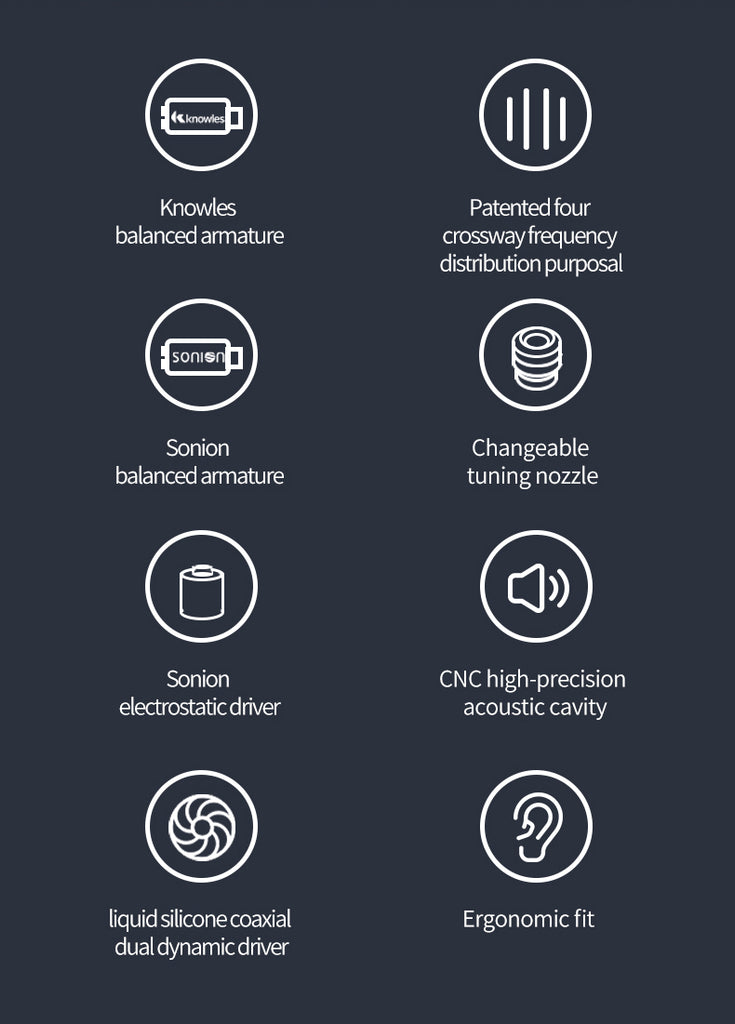 knowles
Knowles
balanced armature
Patented four
crossway frequency
distribution purposal
sonion
Sonion
balanced armature
Changeable
tuning nozzle
Sonion
electrostatic driver
CNC high-precision
acoustic cavity
liquid silicone coaxial
dual dynamic driver
Ergonomic fit